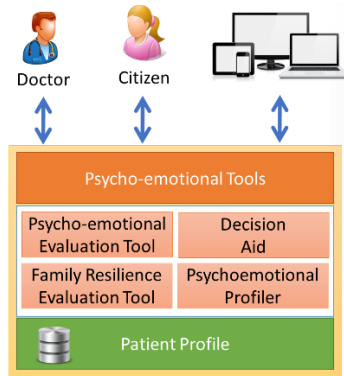 Doctor
Citizen
Psycho-emotional Tools
Psycho-emotional
Evaluation Tool
Decision
Aid
Family Resilience
Evaluation Tool
Psychoemotional
Profiler
Patient Profile